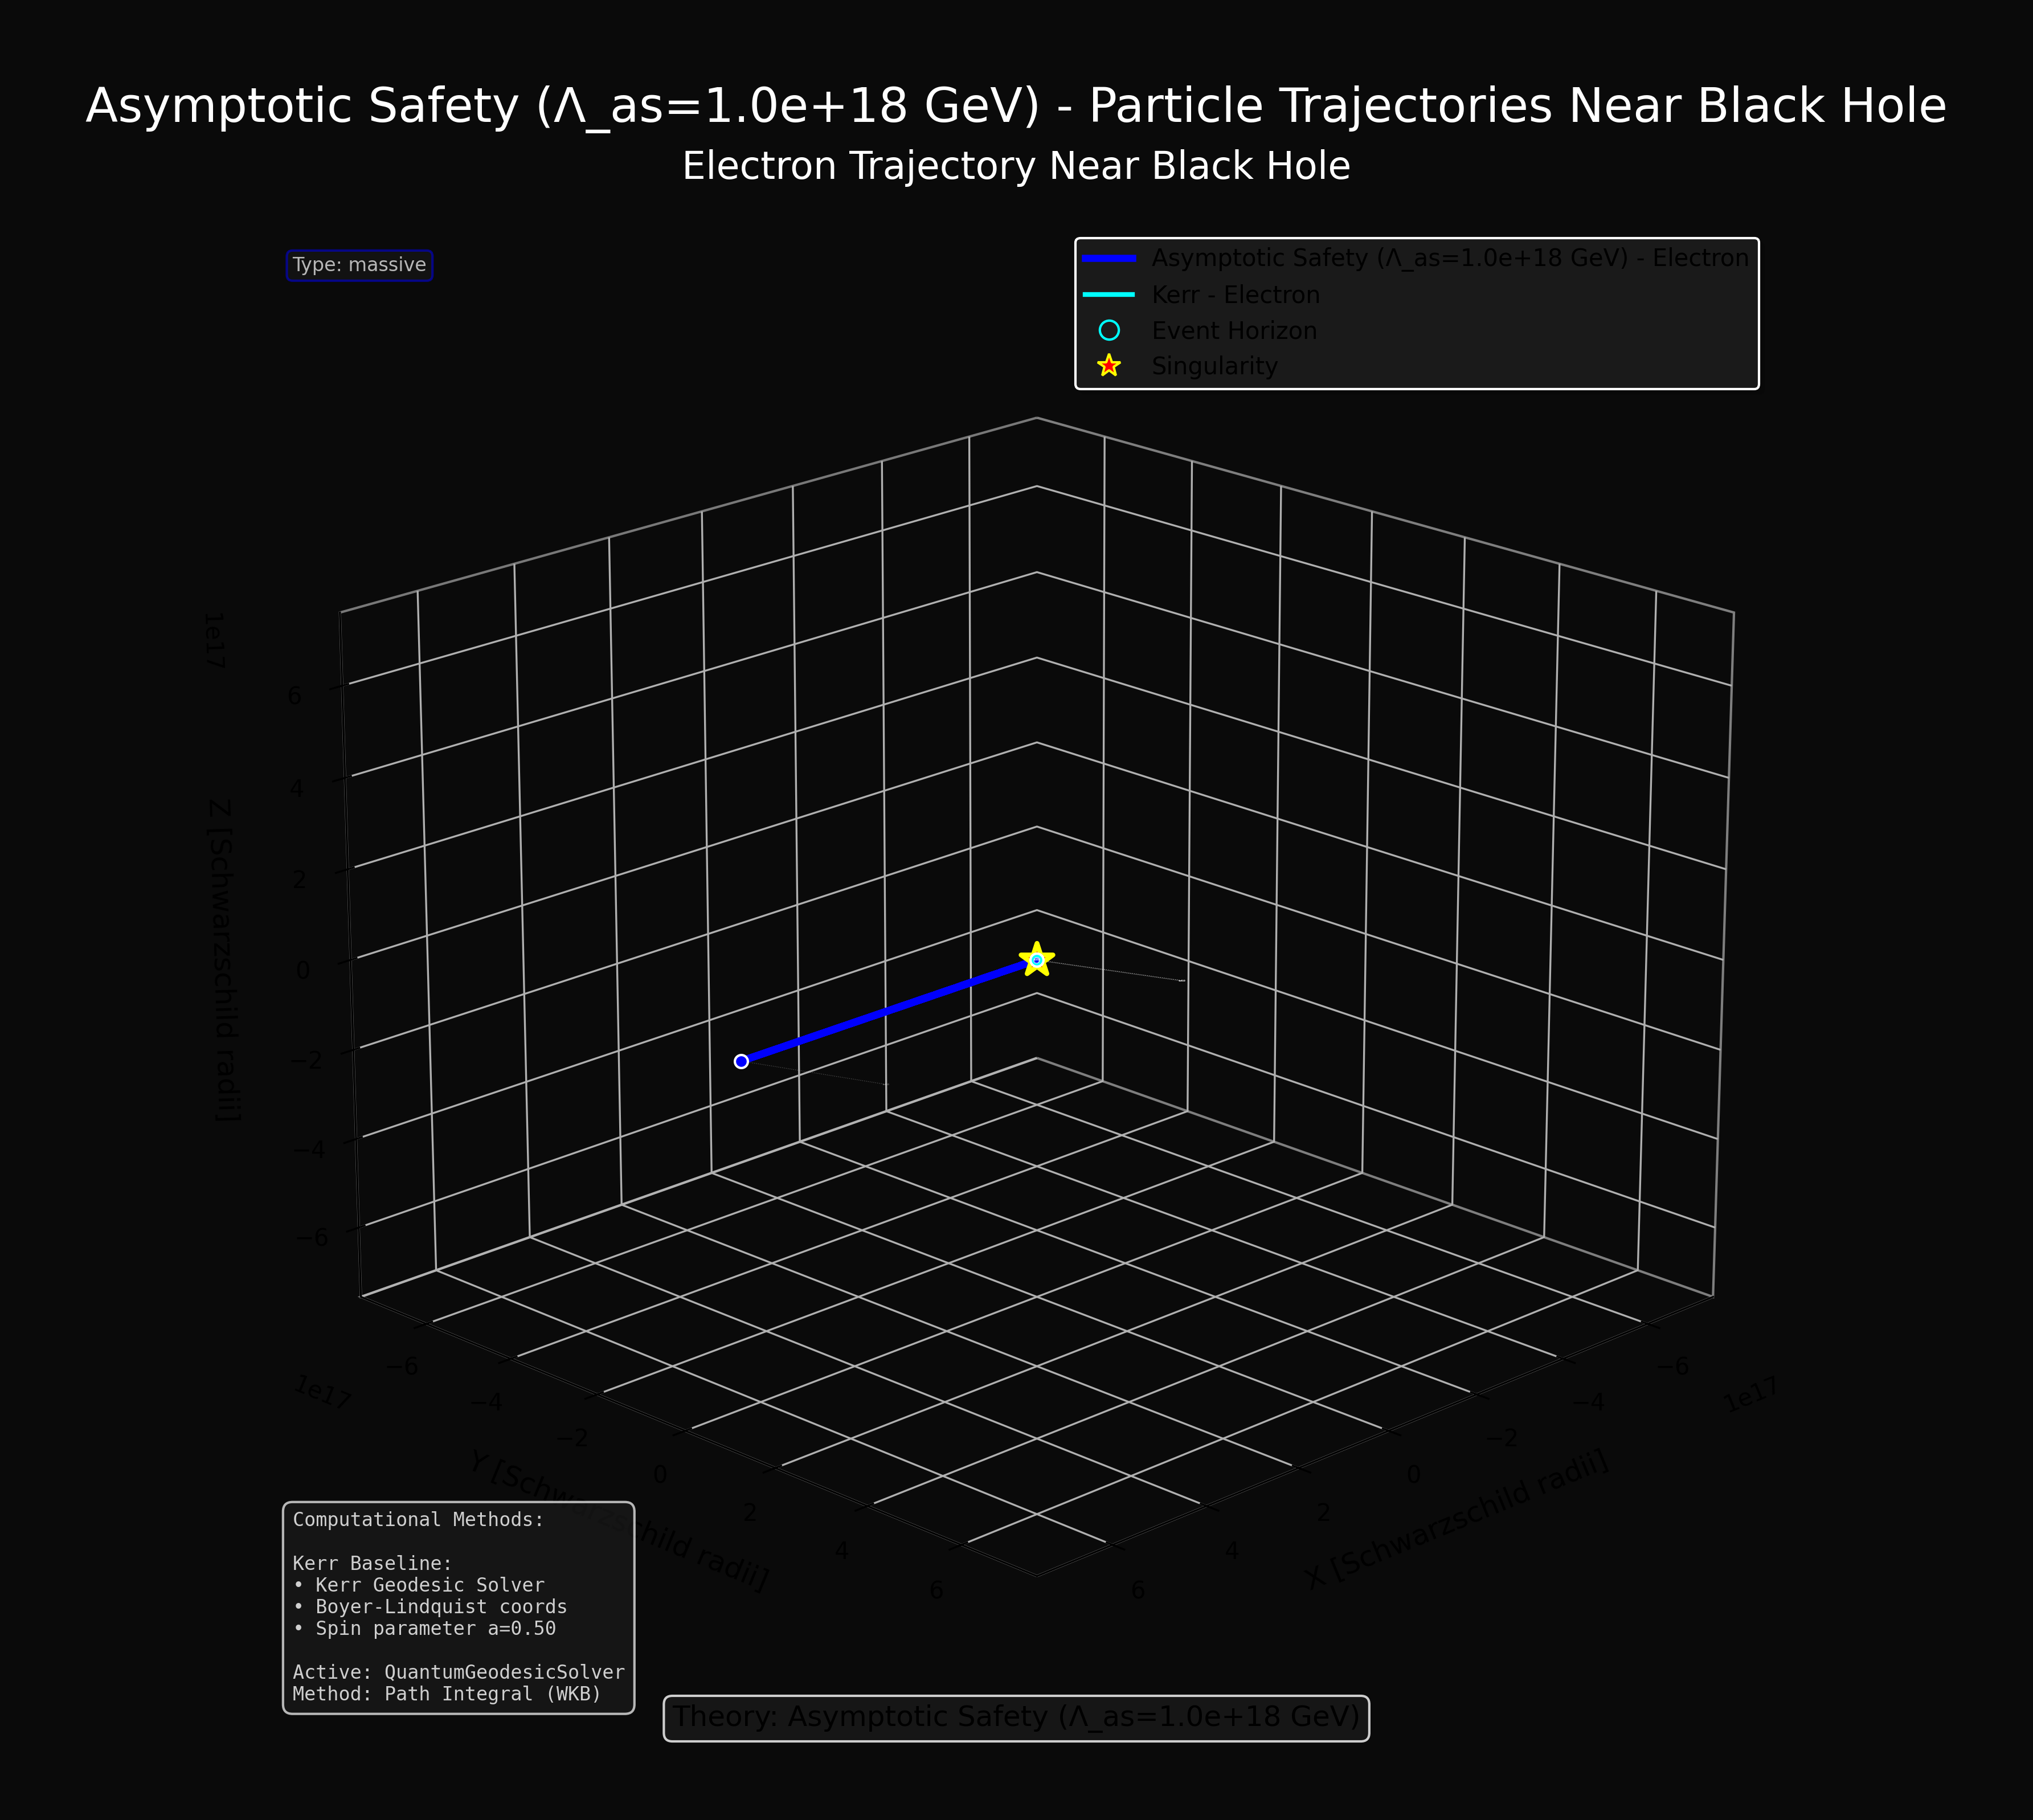 Asymptotic Safety (Λ_as=1.0e+18 GeV) - Particle Trajectories Near Black Hole
Electron Trajectory Near Black Hole
Type: massive
Asymptotic Safety (Λ_as=1.0e+18 GeV) - Electron
Kerr - Electron
Event Horizon
Singularity
1e17
6
4
2
0
−2
−4
−6
Z [Schwarzschild radii]
1e17
−6
−4
−2
0
2
4
6
Y [Schwarzschild radii]
6
4
2
0
−2
−4
−6
1e17
X [Schwarzschild radii]
Computational Methods:
Kerr Baseline:
• Kerr Geodesic Solver
• Boyer-Lindquist coords
• Spin parameter a=0.50
Active: QuantumGeodesicSolver
Method: Path Integral (WKB)
Theory: Asymptotic Safety (Λ_as=1.0e+18 GeV)